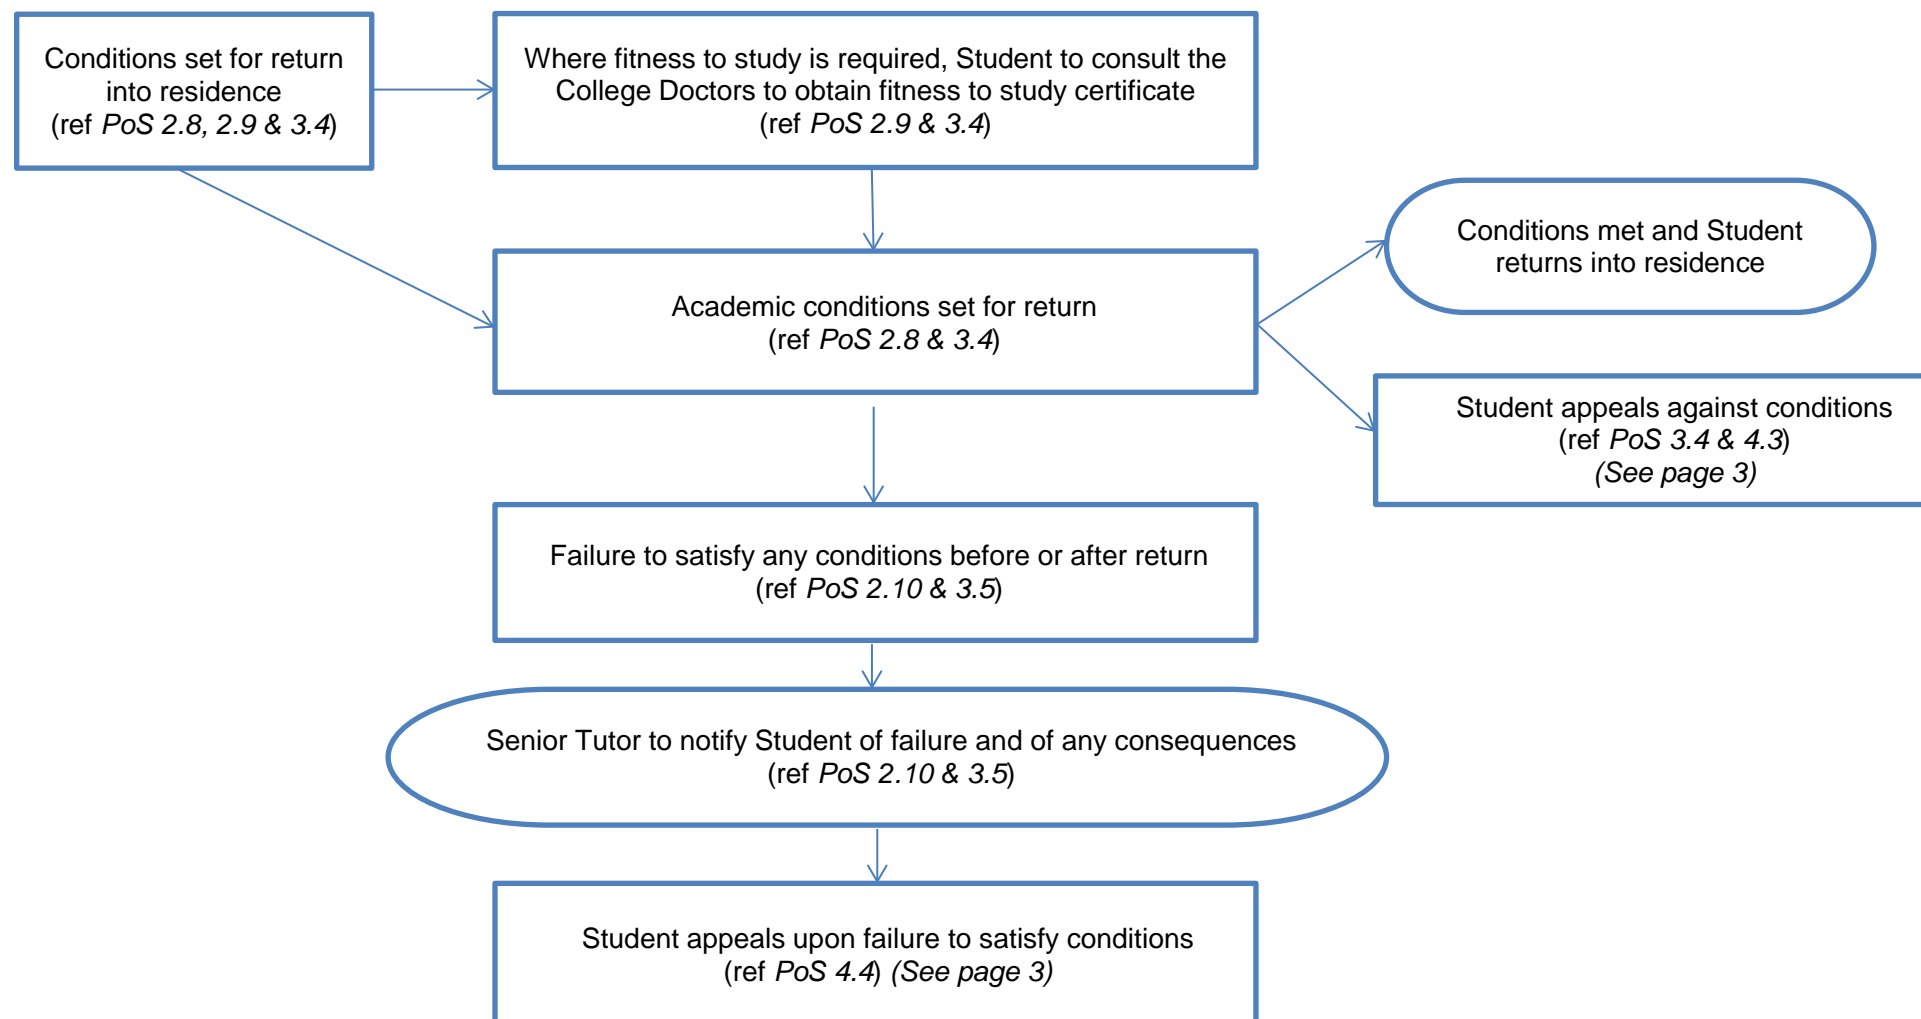 Conditions set for return
into residence
(ref PoS 2.8, 2.9 & 3.4)
Where fitness to study is required, Student to consult the
College Doctors to obtain fitness to study certificate
(ref PoS 2.9 & 3.4)
Conditions met and Student
returns into residence
Academic conditions set for return
(ref PoS 2.8 & 3.4)
Student appeals against conditions
(ref PoS 3.4 & 4.3)
(See page 3)
Failure to satisfy any conditions before or after return
(ref PoS 2.10 & 3.5)
Senior Tutor to notify Student of failure and of any consequences
(ref PoS 2.10 & 3.5)
Student appeals upon failure to satisfy conditions
(ref PoS 4.4) (See page 3)